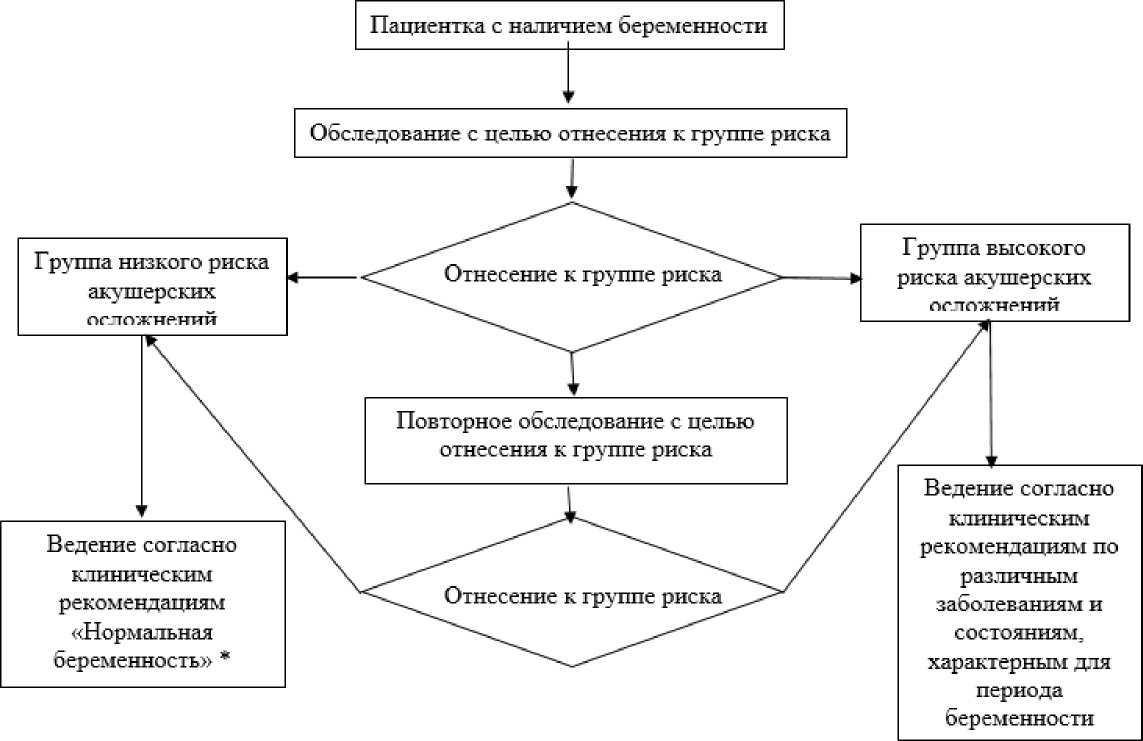 Пациентка с наличием беременности
Обследование с целью отнесения к группе риска
Отнесение к группе риска
Группа низкого риска
акушерских
осложнений
Группа высокого
риска акушерских
осложнений
Повторное обследование с целью
отнесения к группе риска
Отнесение к группе риска
Ведение согласно
клиническим
рекомендациям
«Нормальная
беременность» *
Ведение согласно
клиническим
рекомендациям по
различным
заболеваниям и
состояниям,
характерным для
периода
беременности